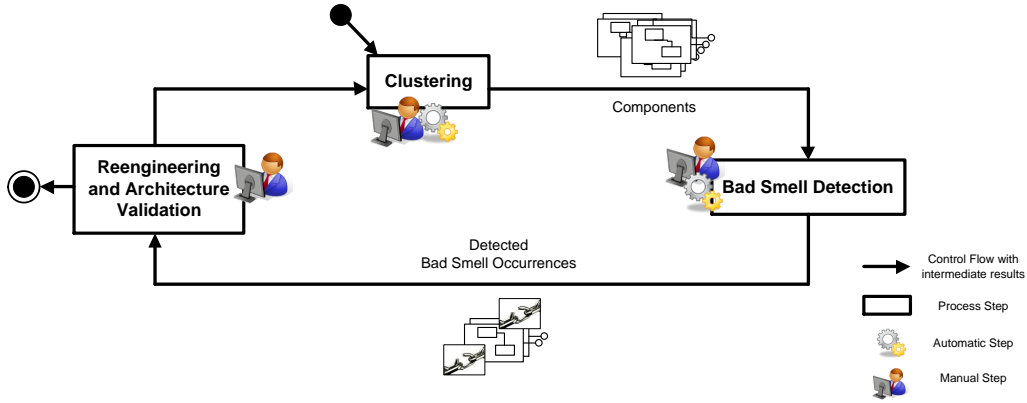 Clustering
Components
Reengineering
and Architecture
Validation
Bad Smell Detection
Detected
Bad Smell Occurrences
Control Flow with
intermediate results
Process Step
Automatic Step
Manual Step